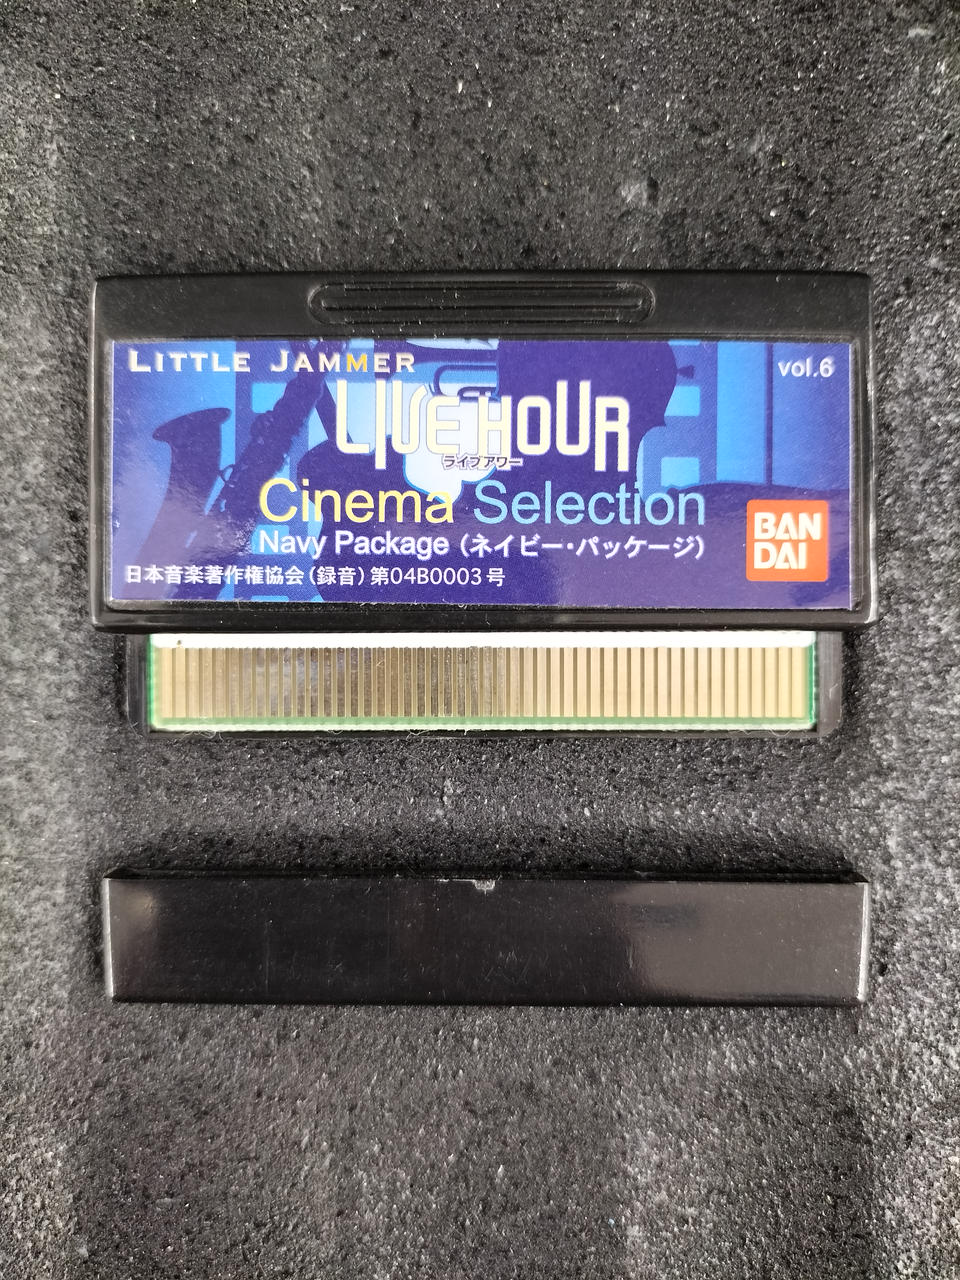 LITTLE JAMMER
vol.6
LIVE HOUR
ライブアワー
Cinema Selection
Navy Package（ネイビー・パッケージ）
BAN
DAI
日本音楽著作権協会（録音）第04B0003号